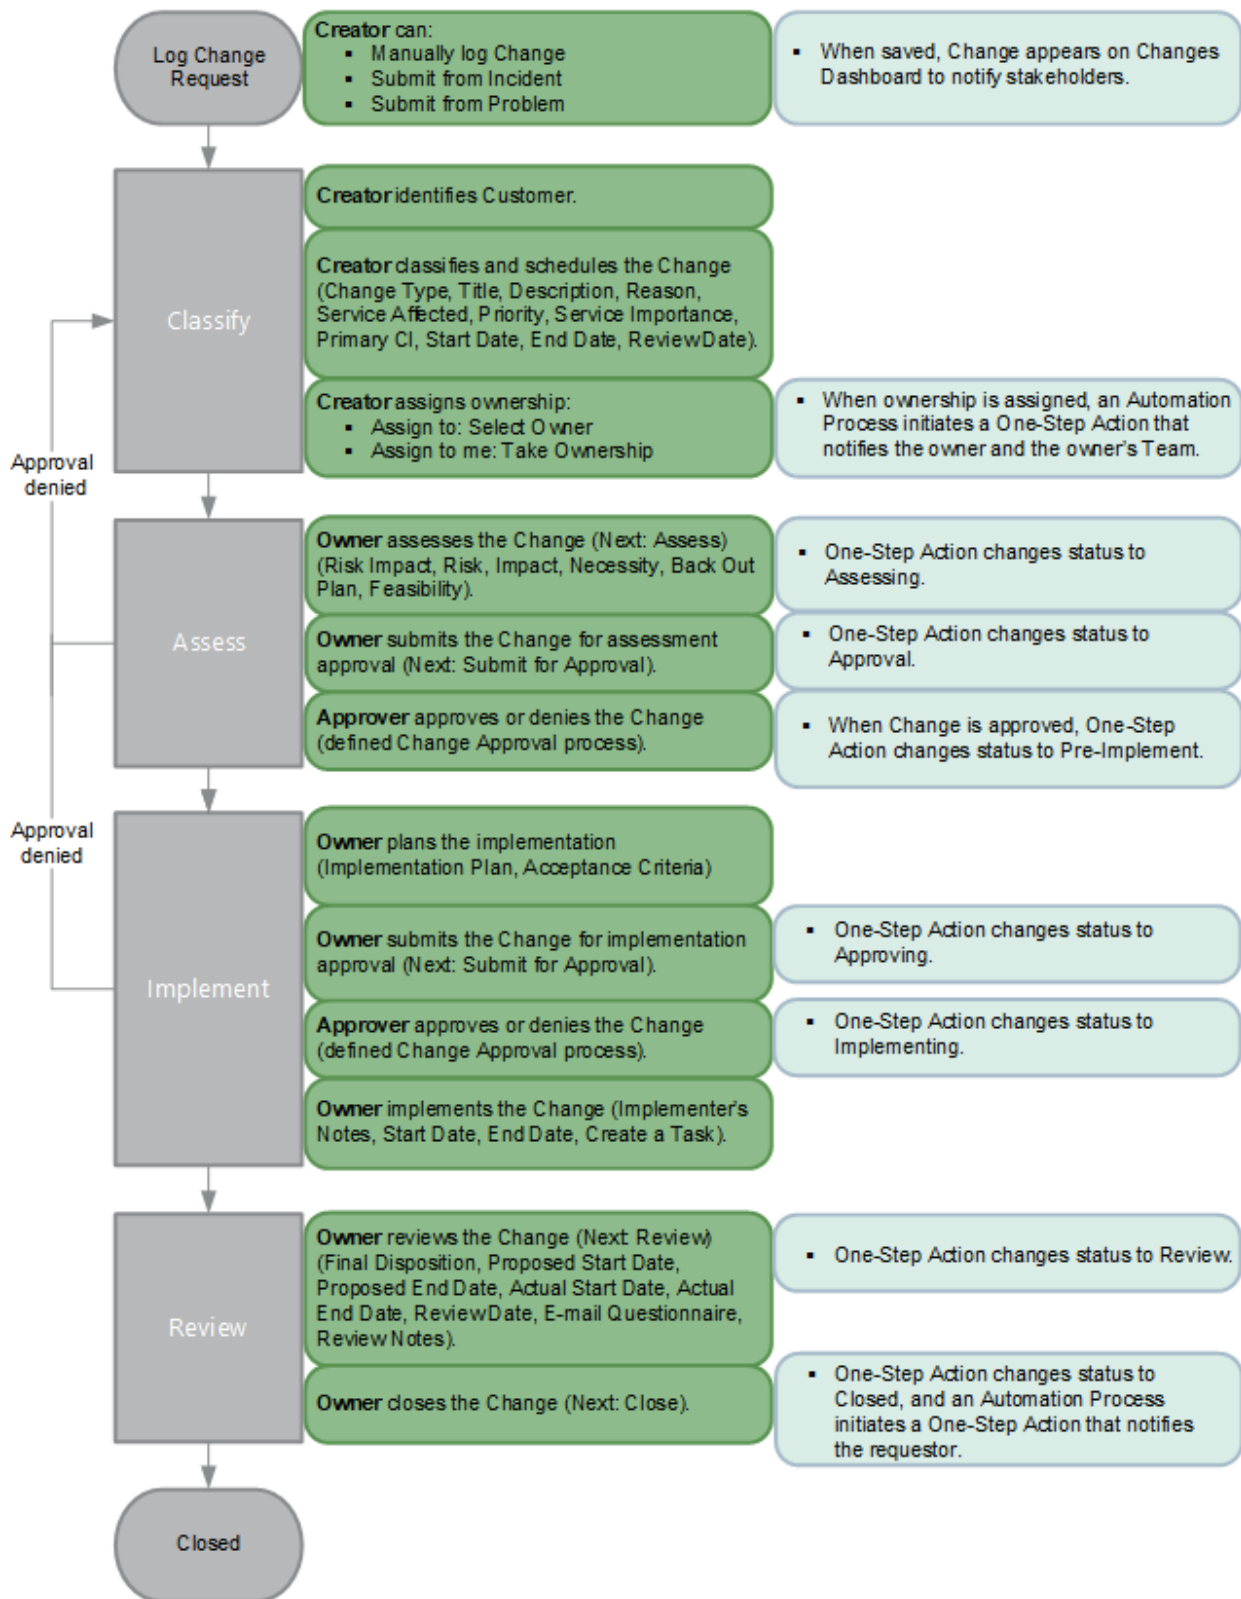 Log Change
Request
Creator can:
▪ Manually log Change
▪ Submit from Incident
▪ Submit from Problem
▪ When saved, Change appears on Changes
Dashboard to notify stakeholders.
Classify
Creator identifies Customer.
Creator classifies and schedules the Change
(Change Type, Title, Description, Reason,
Service Affected, Priority, Service Importance,
Primary CI, Start Date, End Date, Review Date).
Creator assigns ownership:
▪ Assign to: Select Owner
▪ Assign to me: Take Ownership
▪ When ownership is assigned, an Automation
Process initiates a One-Step Action that
notifies the owner and the owner's Team.
Approval
denied
Assess
Owner assesses the Change (Next: Assess)
(Risk Impact, Risk, Impact, Necessity, Back Out
Plan, Feasibility).
▪ One-Step Action changes status to
Assessing.
Owner submits the Change for assessment
approval (Next: Submit for Approval).
▪ One-Step Action changes status to
Approval.
Approver approves or denies the Change
(defined Change Approval process).
▪ When Change is approved, One-Step
Action changes status to Pre-Implement.
Approval
denied
Implement
Owner plans the implementation
(Implementation Plan, Acceptance Criteria)
Owner submits the Change for implementation
approval (Next: Submit for Approval).
▪ One-Step Action changes status to
Approving.
Approver approves or denies the Change
(defined Change Approval process).
▪ One-Step Action changes status to
Implementing.
Owner implements the Change (Implementer's
Notes, Start Date, End Date, Create a Task).
Review
Owner reviews the Change (Next: Review)
(Final Disposition, Proposed Start Date,
Proposed End Date, Actual Start Date, Actual
End Date, Review Date, E-mail Questionnaire,
Review Notes).
▪ One-Step Action changes status to Review.
Owner closes the Change (Next: Close).
▪ One-Step Action changes status to
Closed, and an Automation Process
initiates a One-Step Action that notifies
the requestor.
Closed